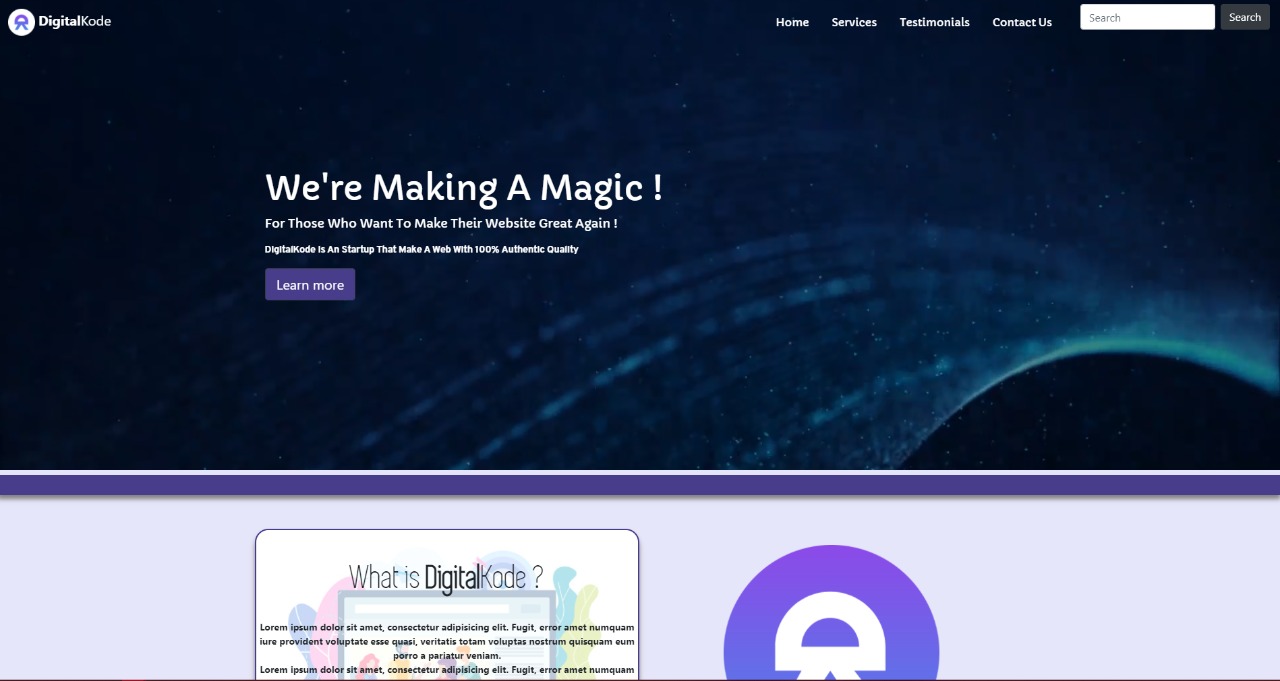 DigitalKode
Home Services Testimonials Contact Us Search Search
We're Making A Magic !
For Those Who Want To Make Their Website Great Again !
DigitalKode Is An Startup That Make A Web With 100% Authentic Quality
Learn more
What is DigitalKode ?
Lorem ipsum dolor sit amet, consectetur adipisicing elit. Fugit, error amet numquam
iure provident voluptate esse quasi, veritatis totam voluptas nostrum quisquam eum
porro a pariatur veniam.
Lorem ipsum dolor sit amet, consectetur adipisicing elit. Fugit, error amet numquam